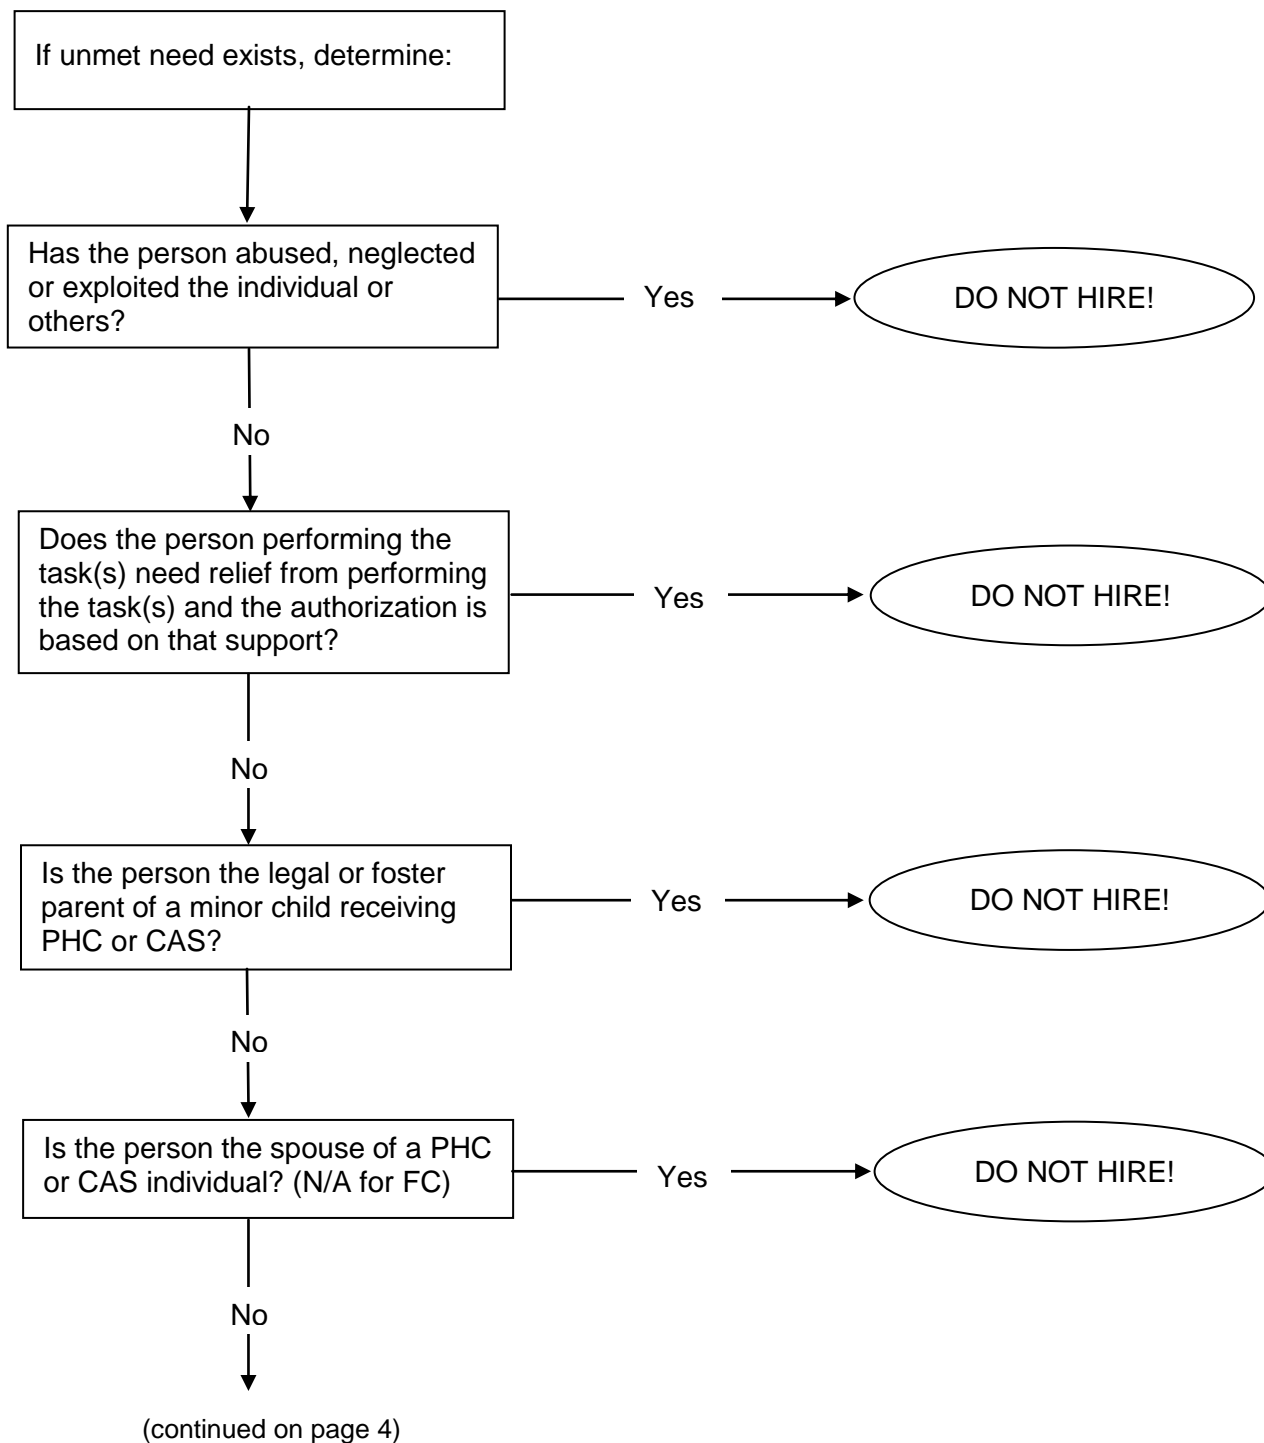 If unmet need exists, determine:
Has the person abused, neglected
or exploited the individual or
others?
Yes
DO NOT HIRE!
No
Does the person performing the
task(s) need relief from performing
the task(s) and the authorization is
based on that support?
Yes
DO NOT HIRE!
No
Is the person the legal or foster
parent of a minor child receiving
PHC or CAS?
Yes
DO NOT HIRE!
No
Is the person the spouse of a PHC
or CAS individual? (N/A for FC)
Yes
DO NOT HIRE!
No
(continued on page 4)